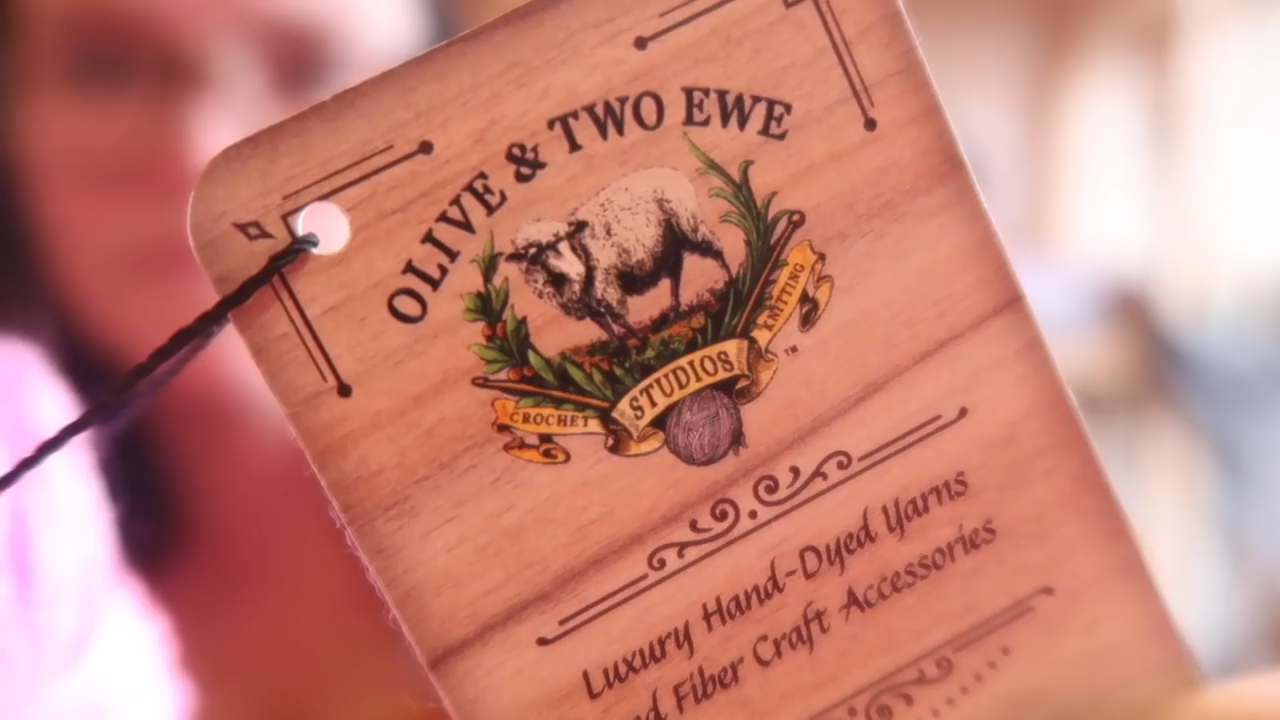 OLIVE & TWO EWE
STUDIOS
CROCHET
KNITTING
™
Luxury Hand-Dyed Yarns
Fiber Craft Accessories